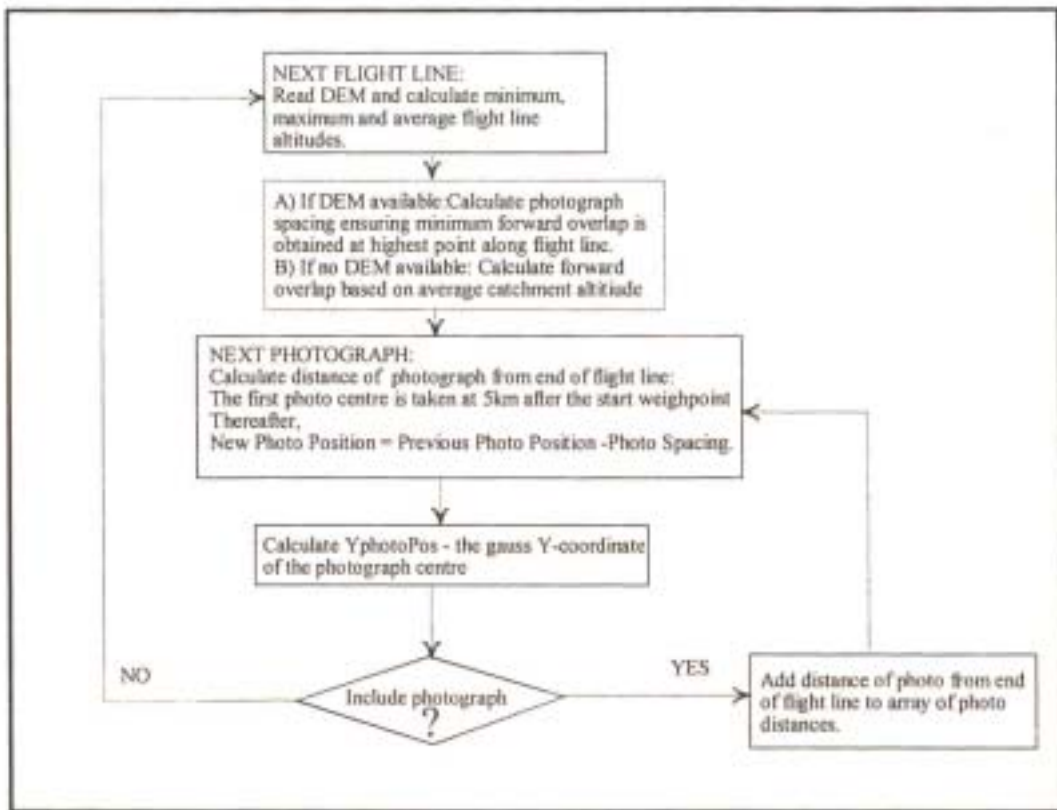 NEXT FLIGHT LINE:
Read DEM and calculate minimum,
maximum and average flight line
altitudes.
A) If DEM available:Calculate photograph
spacing ensuring minimum forward overlap is
obtained at highest point along flight line.
B) If no DEM available: Calculate forward
overlap based on average catchment altitiude
NEXT PHOTOGRAPH:
Calculate distance of photograph from end of flight line:
The first photo centre is taken at 5km after the start weighpoint
Thereafter,
New Photo Position = Previous Photo Position -Photo Spacing.
Calculate YphotoPos - the gauss Y-coordinate
of the photograph centre
NO
Include photograph
?
YES
Add distance of photo from end
of flight line to array of photo
distances.